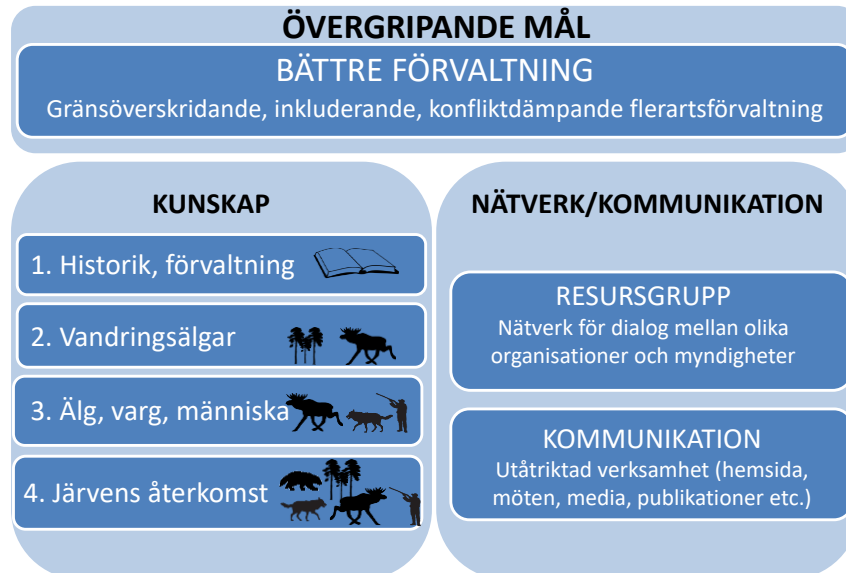 ÖVERGRIPANDE MÅL
BÄTTRE FÖRVALTNING
Gränsöverskridande, inkluderande, konfliktdämpande flerartsförvaltning
KUNSKAP
1. Historik, förvaltning
2. Vandringsälgar
3. Älg, varg, människa
4. Järvens återkomst
NÄTVERK/KOMMUNIKATION
RESURSGRUPP
Nätverk för dialog mellan olika
organisationer och myndigheter
KOMMUNIKATION
Utåtriktad verksamhet (hemsida,
möten, media, publikationer etc.)